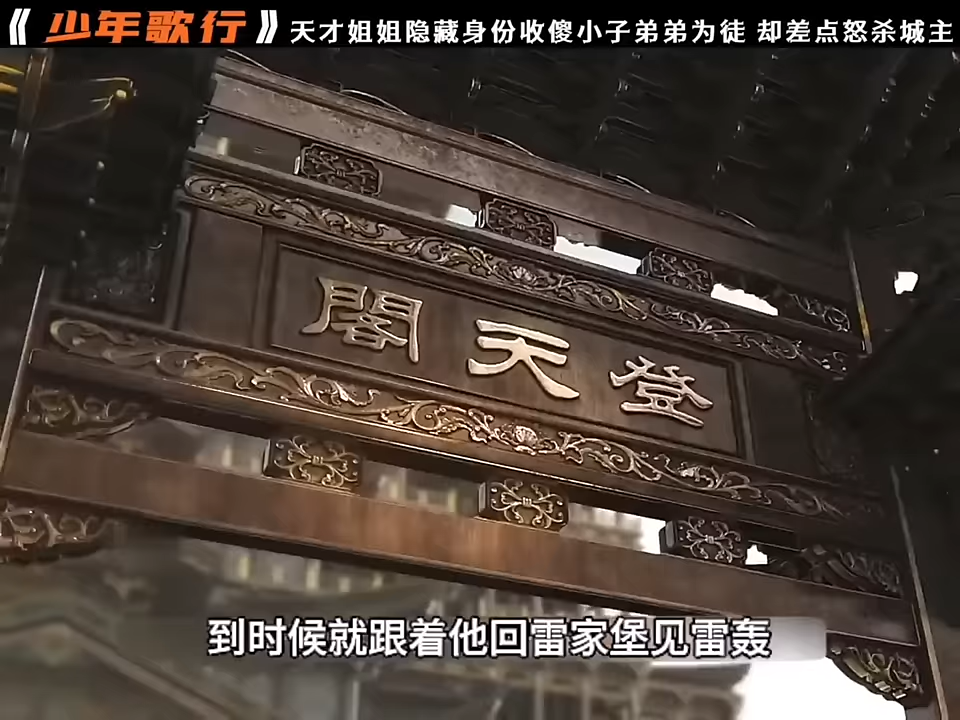 《少年歌行》天才姐姐隐藏身份收傻小子弟弟为徒 却差点怒杀城主
登天閣
到时候就跟着他回雷家堡见雷轰